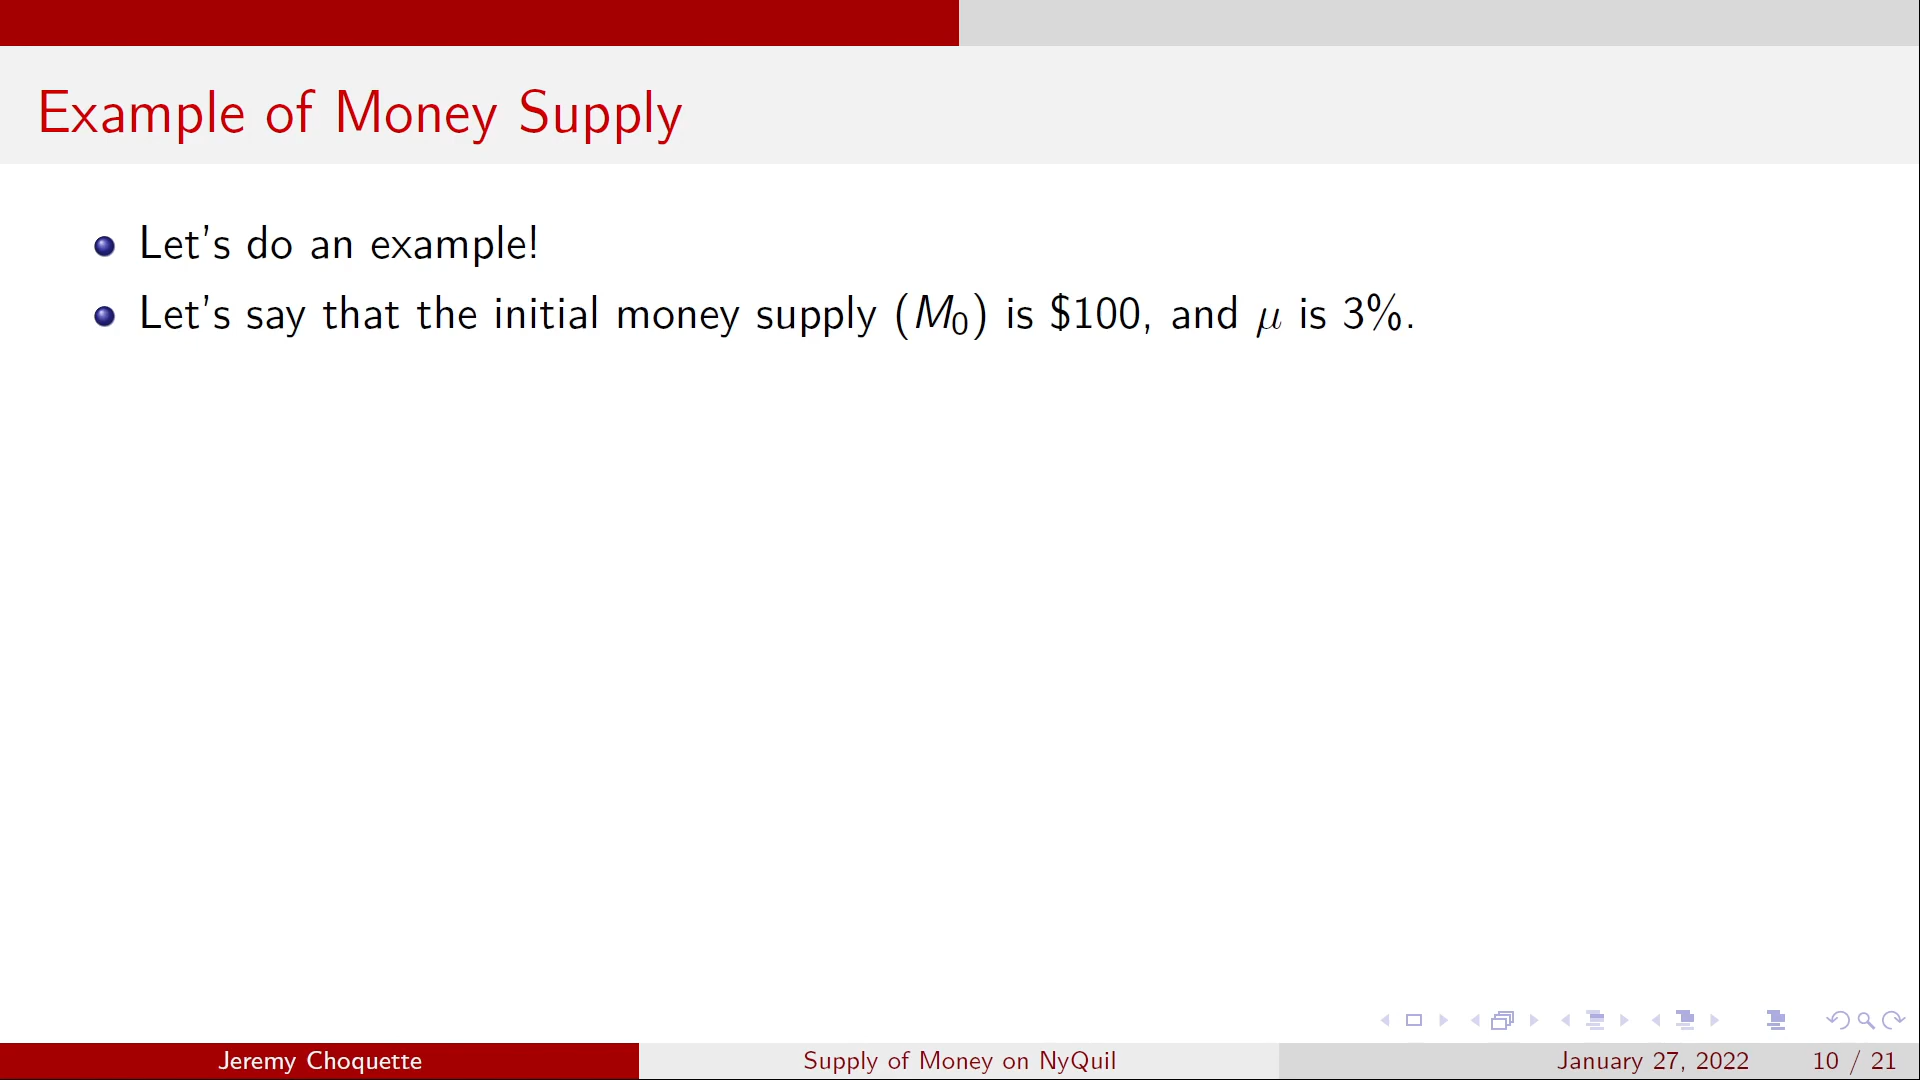 Example of Money Supply
Let's do an example!
Let's say that the initial money supply (M₀) is $100, and μ is 3%.
Jeremy Choquette
Supply of Money on NyQuil
January 27, 2022
10 / 21